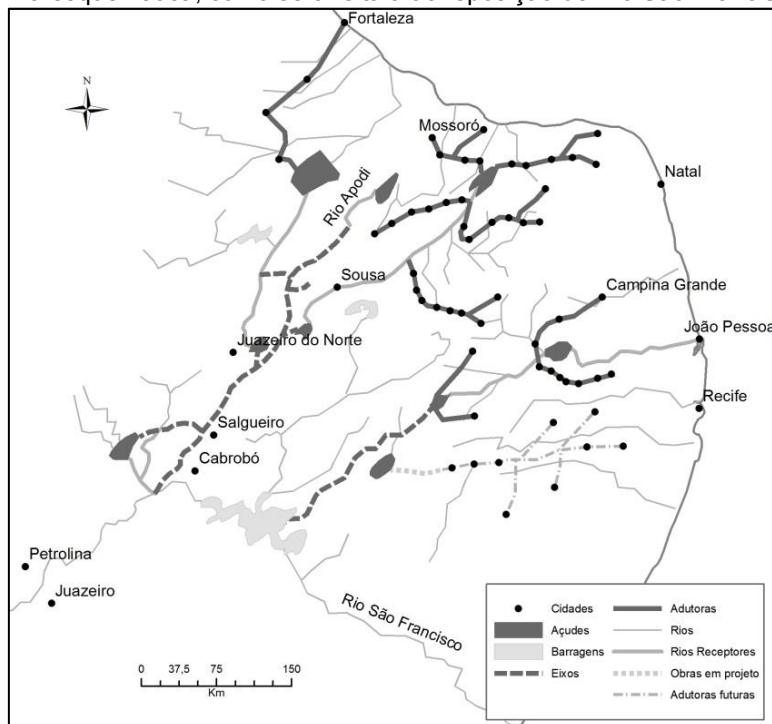 Fortaleza
N
Mossoró
Natal
Rio Apodi
Sousa
Campina Grande
João Pessoa
Juazeiro do Norte
Recife
Salgueiro
Cabrobó
Petrolina
Juazeiro
Rio São Francisco
0 37,5 75 150
Km
Cidades Adutoras
Açudes Rios
Barragens Rios Receptores
Eixos Obras em projeto
Adutoras futuras